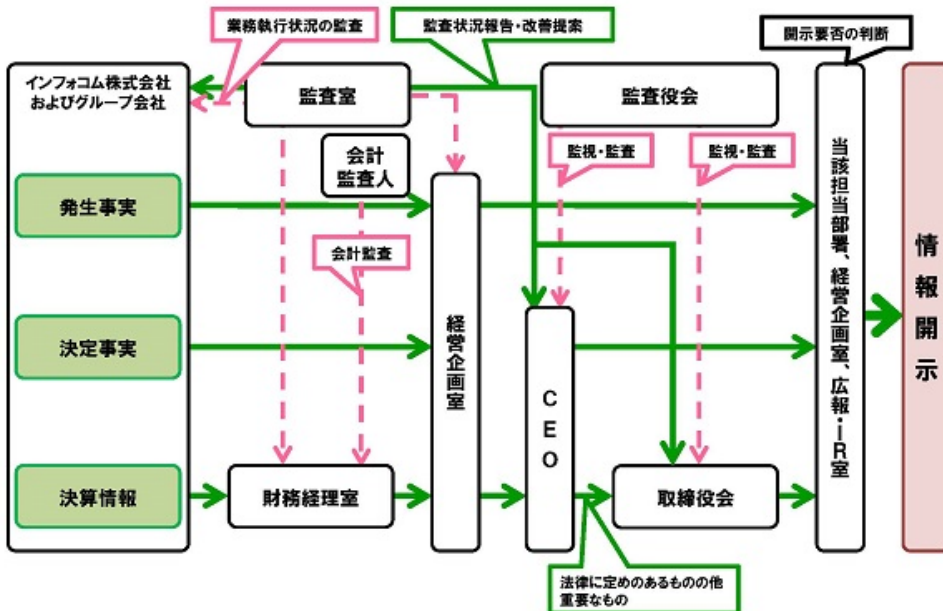 業務執行状況の監査
監査状況報告・改善提案
開示要否の判断
インフォコム株式会社
およびグループ会社
監査室
監査役会
会計
監査人
監視・監査
監視・監査
発生事実
会計監査
決定事実
経営企画室
CEO
当該担当部署、経営企画室、広報・IR室
情報開示
決算情報
財務経理室
取締役会
法律に定めのあるものの他
重要なもの